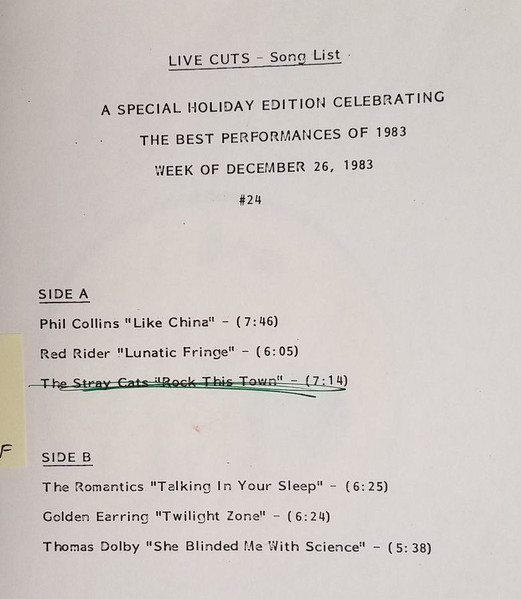 LIVE CUTS - Song List
A SPECIAL HOLIDAY EDITION CELEBRATING
THE BEST PERFORMANCES OF 1983
WEEK OF DECEMBER 26, 1983
#24
SIDE A
Phil Collins "Like China" - (7:46)
Red Rider "Lunatic Fringe" - (6:05)
The Stray Cats "Rock This Town" - (7:14)
F
SIDE B
The Romantics "Talking In Your Sleep" - (6:25)
Golden Earring "Twilight Zone" - (6:24)
Thomas Dolby "She Blinded Me With Science" - (5:38)